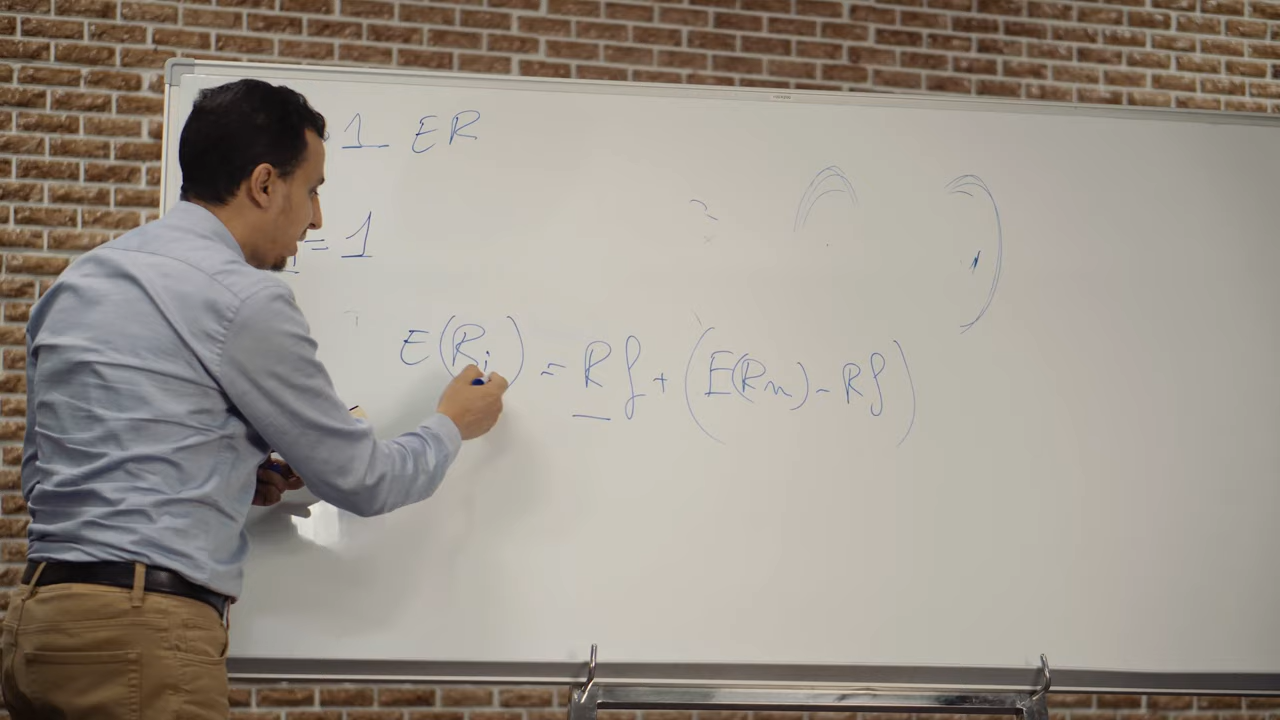 1 ER
= 1
E(Ri) = Rf + (E(Rm) - Rf)